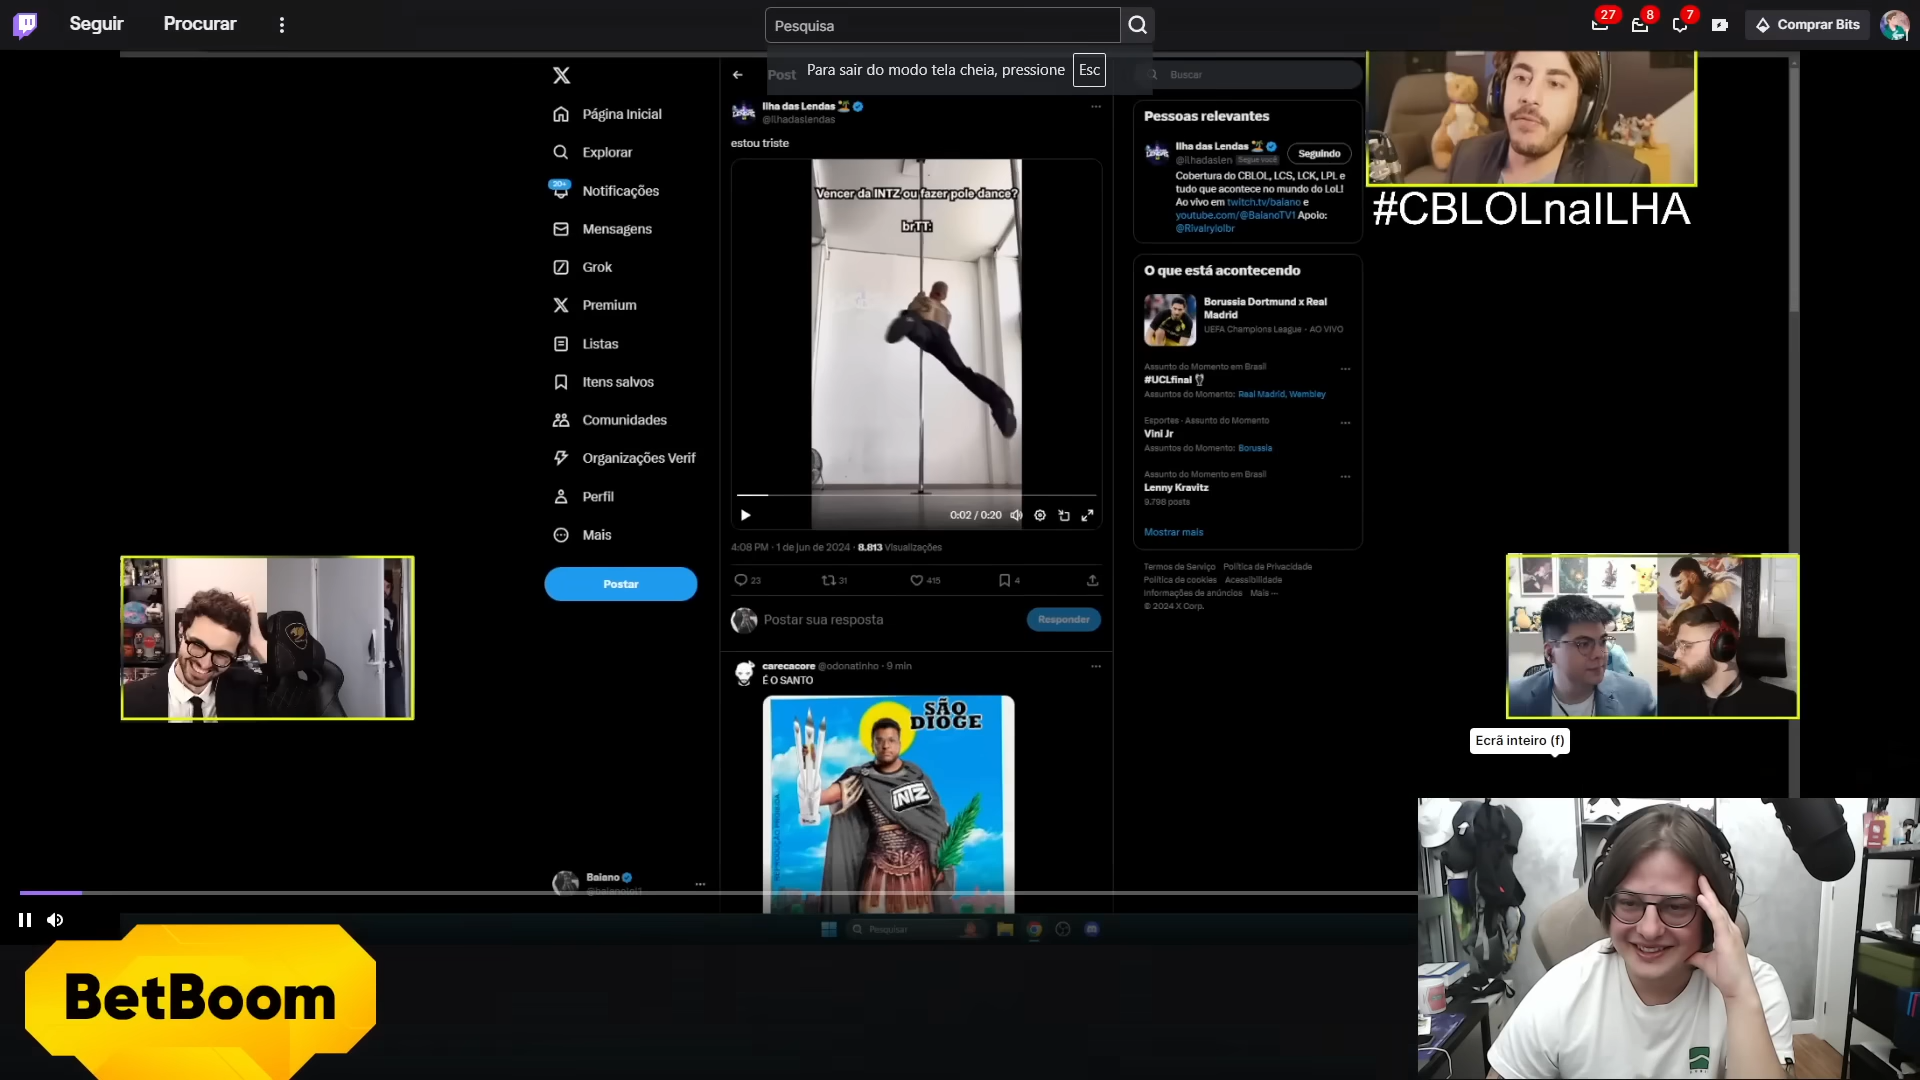 Seguir
Procurar
Pesquisa
27
8
7
Comprar Bits
Para sair do modo tela cheia, pressione Esc
Post
Buscar
Página Inicial
Explorar
20+
Notificações
Mensagens
Grok
Premium
Listas
Itens salvos
Comunidades
Organizações Verif
Perfil
Mais
Postar
Baiano
@baianolol1
Ilha das Lendas
@ilhadaslendas
estou triste
Vencer da INTZ ou fazer pole dance?
brTT:
0:02 / 0:20
4:08 PM · 1 de jun de 2024 · 8.813 Visualizações
23
31
415
4
Postar sua resposta
Responder
carecacore @odonatinho · 9 min
É O SANTO
SÃO
DIOGE
INTZ
Pessoas relevantes
Ilha das Lendas
@ilhadaslen Segue você
Seguindo
Cobertura do CBLOL, LCS, LCK, LPL e
tudo que acontece no mundo do LoL!
Ao vivo em twitch.tv/baiano e
youtube.com/@BaianoTV1 Apoio:
@Rivalrylolbr
O que está acontecendo
Borussia Dortmund x Real
Madrid
UEFA Champions League · AO VIVO
Assunto do Momento em Brasil
#UCLfinal
Assuntos do Momento: Real Madrid, Wembley
Esportes · Assunto do Momento
Vini Jr
Assuntos do Momento: Borussia
Assunto do Momento em Brasil
Lenny Kravitz
9.798 posts
Mostrar mais
Termos de Serviço Política de Privacidade
Política de cookies Acessibilidade
Informações de anúncios Mais ···
© 2024 X Corp.
#CBLOLnaILHA
Ecrã inteiro (f)
Pesquisar
BetBoom